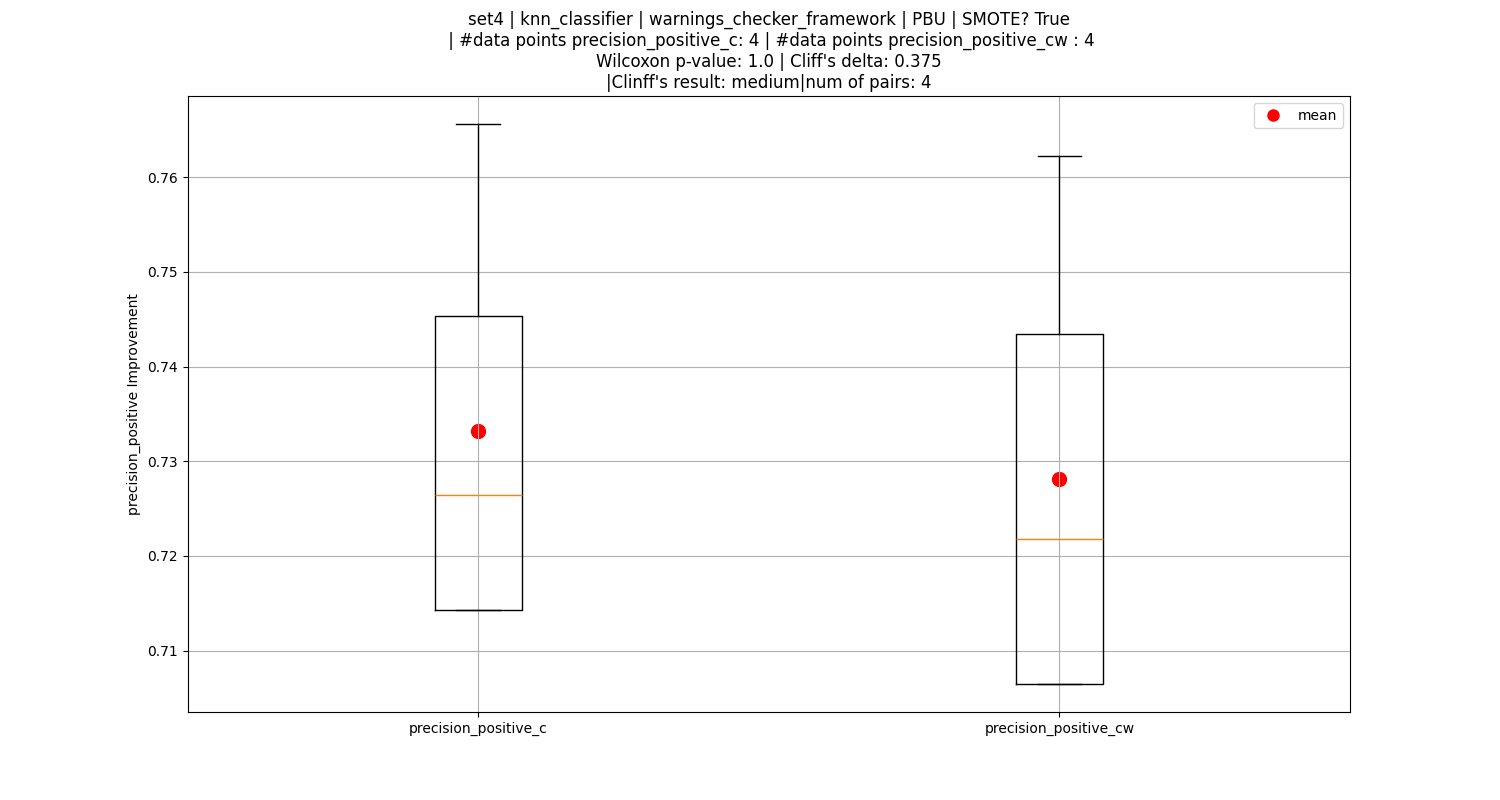 set4 | knn_classifier | warnings_checker_framework | PBU | SMOTE? True
| #data points precision_positive_c: 4 | #data points precision_positive_cw : 4
Wilcoxon p-value: 1.0 | Cliff's delta: 0.375
|Clinff's result: medium|num of pairs: 4
mean
0.76
0.75
0.74
0.73
0.72
0.71
precision_positive Improvement
precision_positive_c
precision_positive_cw